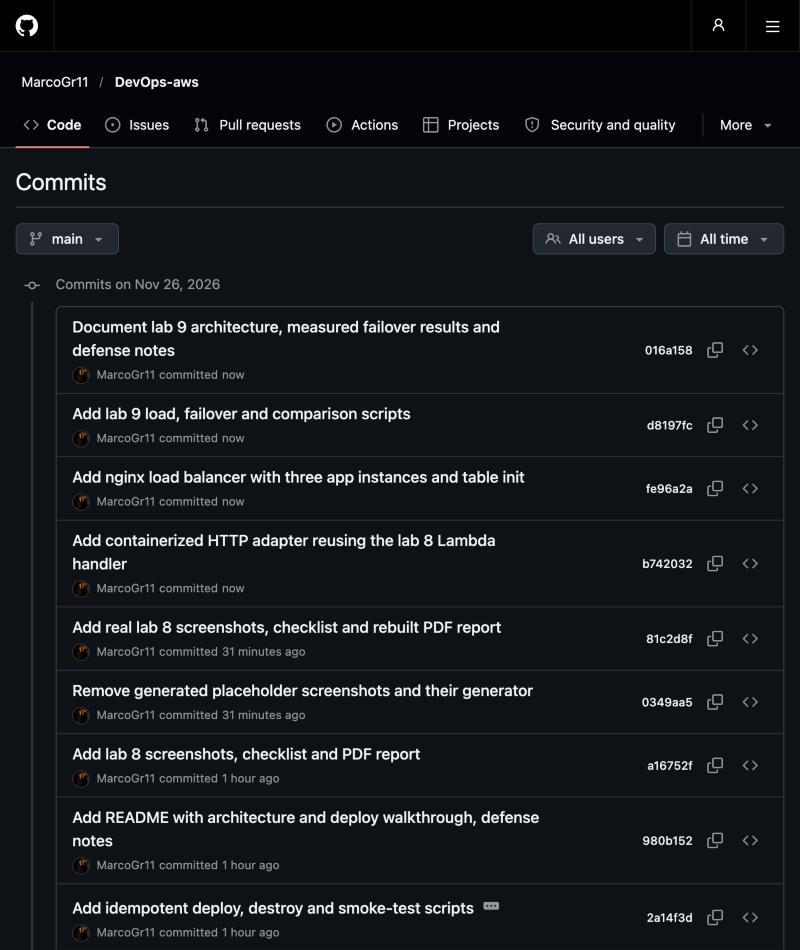 MarcoGr11 / DevOps-aws
Code Issues Pull requests Actions Projects Security and quality More
Commits
main All users All time
Commits on Nov 26, 2026
Document lab 9 architecture, measured failover results and
defense notes
016a158
MarcoGr11 committed now
Add lab 9 load, failover and comparison scripts
d8197fc
MarcoGr11 committed now
Add nginx load balancer with three app instances and table init
fe96a2a
MarcoGr11 committed now
Add containerized HTTP adapter reusing the lab 8 Lambda
handler
b742032
MarcoGr11 committed now
Add real lab 8 screenshots, checklist and rebuilt PDF report
81c2d8f
MarcoGr11 committed 31 minutes ago
Remove generated placeholder screenshots and their generator
0349aa5
MarcoGr11 committed 31 minutes ago
Add lab 8 screenshots, checklist and PDF report
a16752f
MarcoGr11 committed 1 hour ago
Add README with architecture and deploy walkthrough, defense
notes
980b152
MarcoGr11 committed 1 hour ago
Add idempotent deploy, destroy and smoke-test scripts
2a14f3d
MarcoGr11 committed 1 hour ago